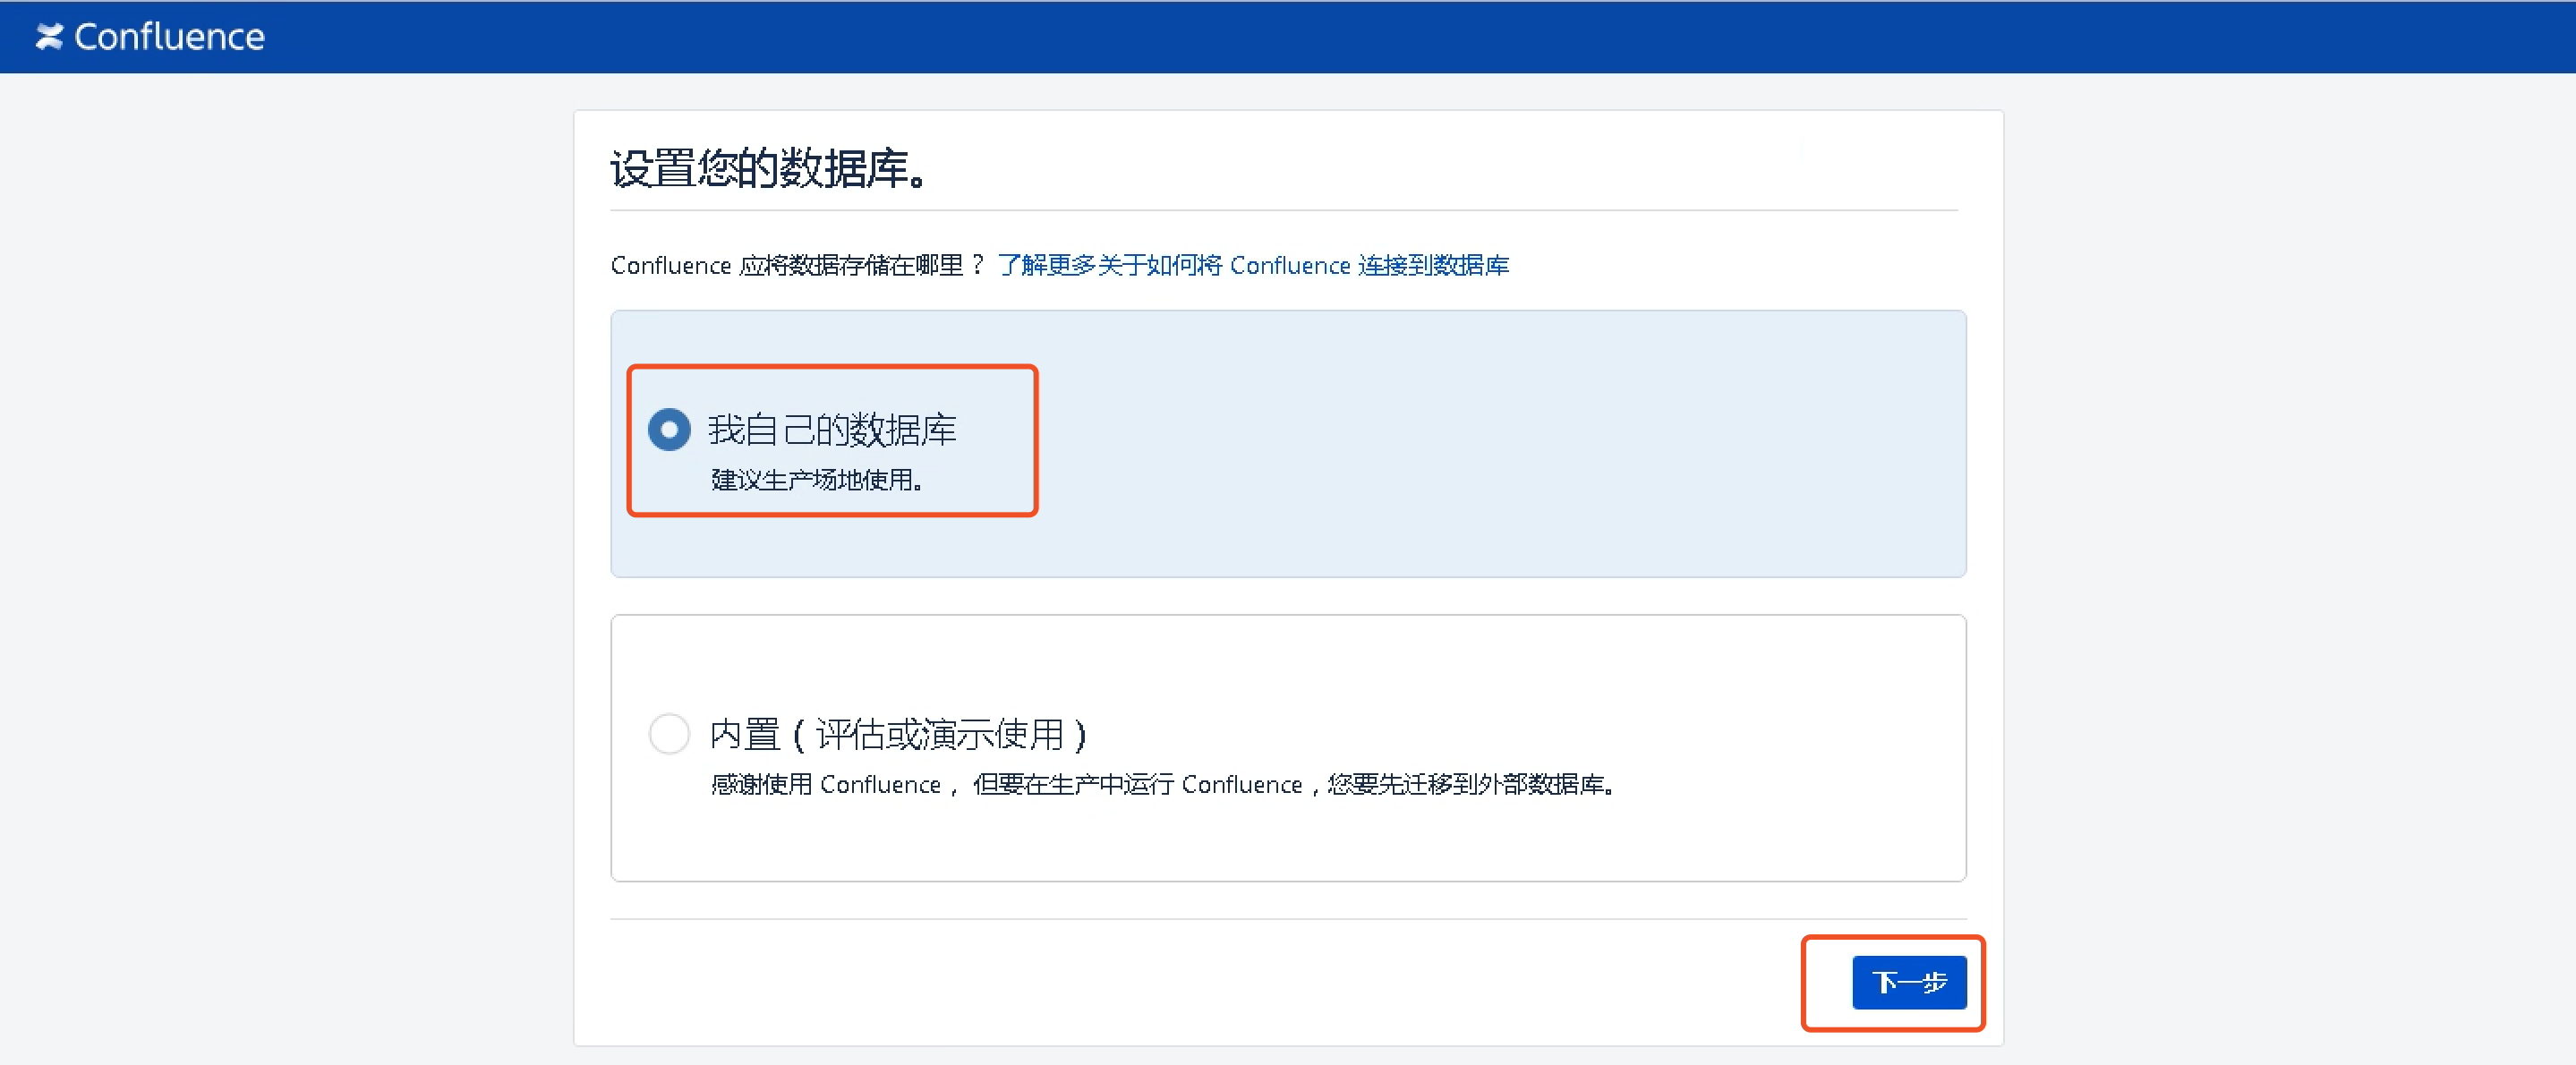 Confluence
设置您的数据库。
Confluence 应将数据存储在哪里？ 了解更多关于如何将 Confluence 连接到数据库
我自己的数据库
建议生产场地使用。
内置（评估或演示使用）
感谢使用 Confluence， 但要在生产中运行 Confluence，您要先迁移到外部数据库。
下一步